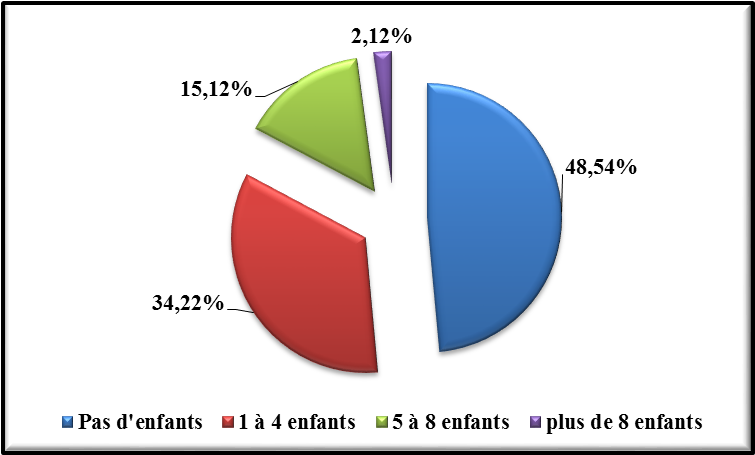 2,12%
15,12%
48,54%
34,22%
Pas d'enfants
1 à 4 enfants
5 à 8 enfants
plus de 8 enfants